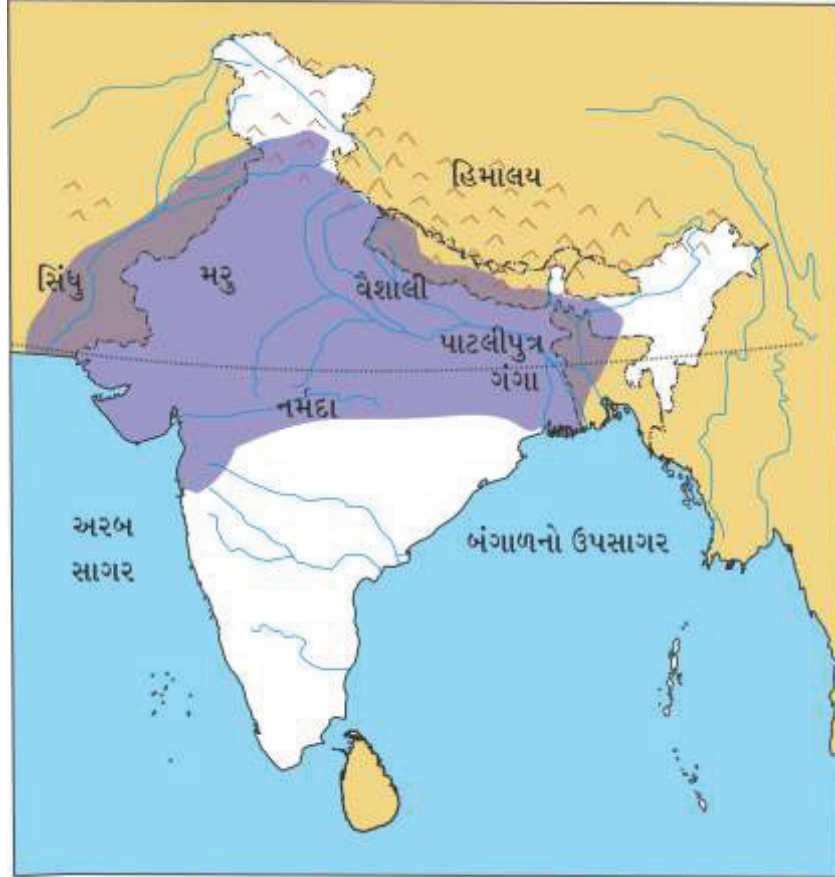 હિમાલય
સિંધુ
મરુ
વૈશાલી
પાટલીપુત્ર
ગંગા
નર્મદા
અરબ
સાગર
બંગાળનો ઉપસાગર